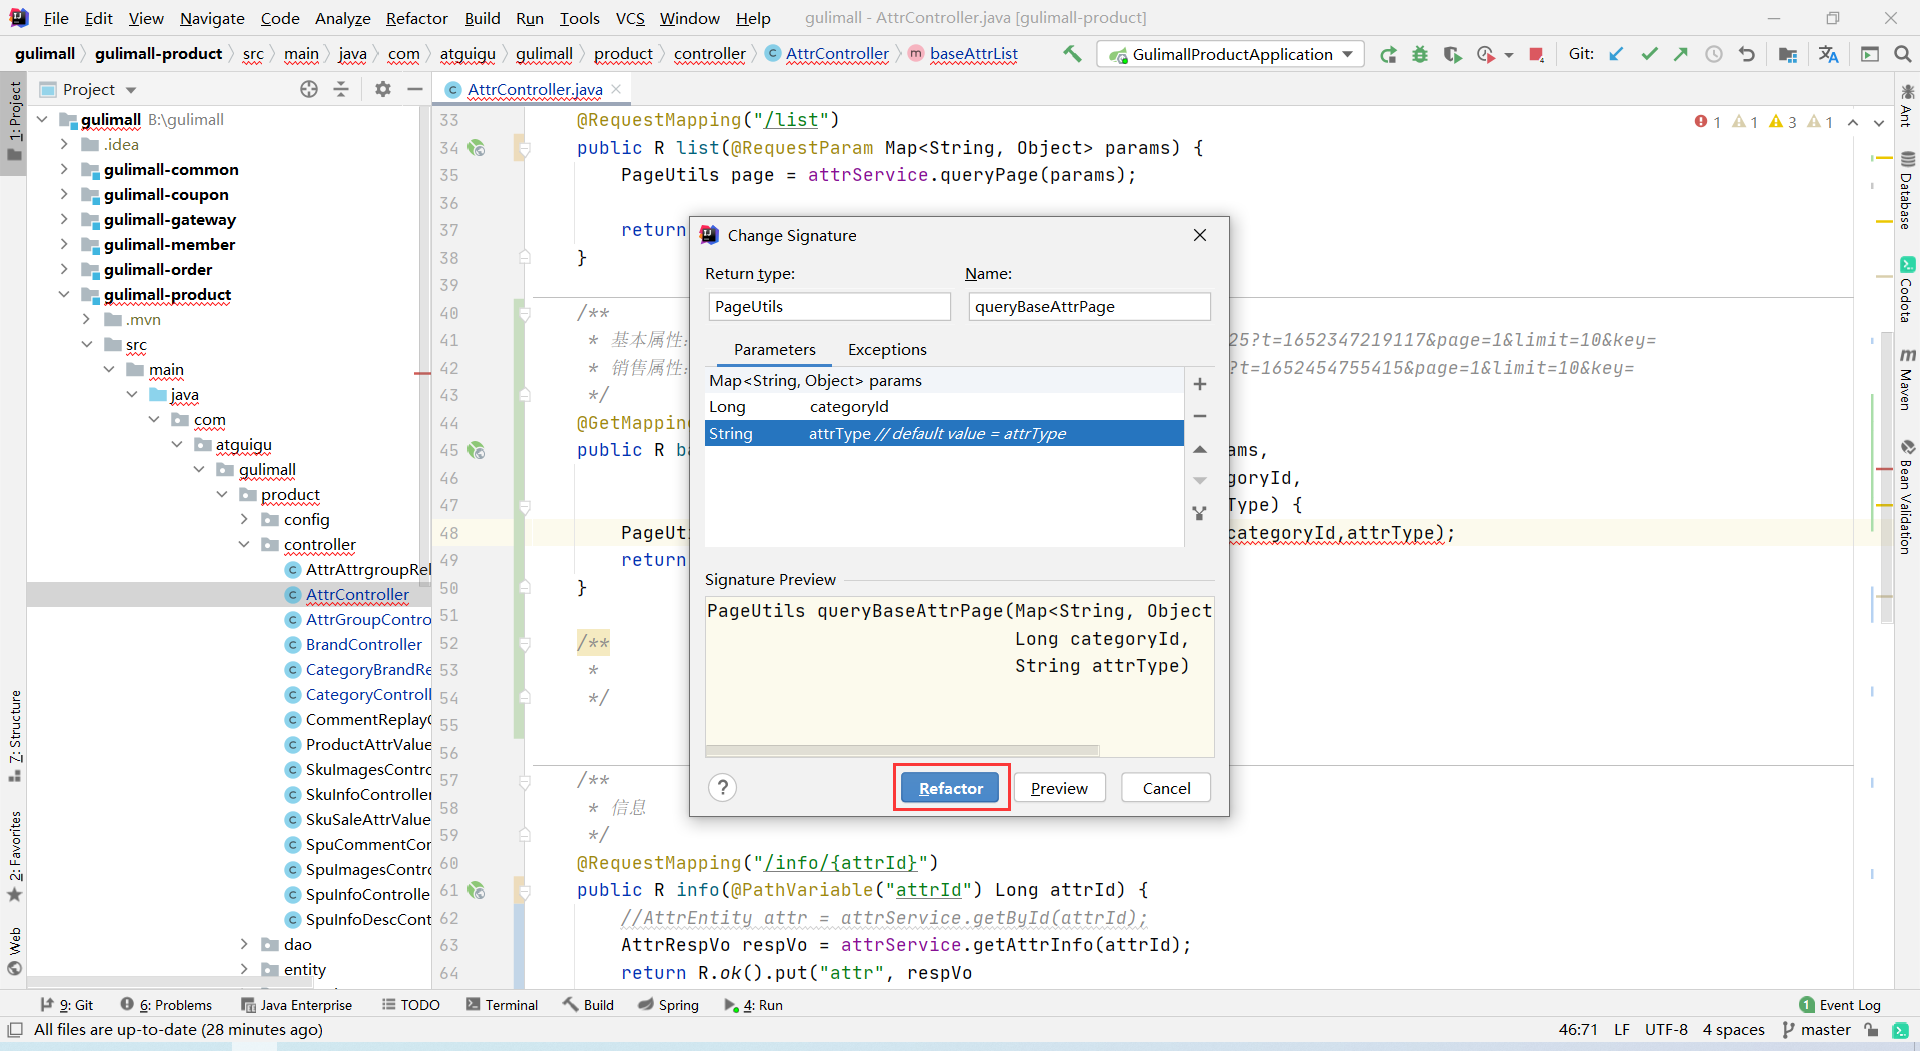 File Edit View Navigate Code Analyze Refactor Build Run Tools VCS Window Help gulimall - AttrController.java [gulimall-product]
gulimall gulimall-product src main java com atguigu gulimall product controller AttrController baseAttrList GulimallProductApplication Git:
Project
AttrController.java
1: Project
7: Structure
2: Favorites
Web
gulimall B:\gulimall
.idea
gulimall-common
gulimall-coupon
gulimall-gateway
gulimall-member
gulimall-order
gulimall-product
.mvn
src
main
java
com
atguigu
gulimall
product
config
controller
AttrAttrgroupRel
AttrController
AttrGroupContro
BrandController
CategoryBrandRe
CategoryControll
CommentReplayC
ProductAttrValue
SkuImagesContro
SkuInfoController
SkuSaleAttrValue
SpuCommentCor
SpuImagesContro
SpuInfoControlle
SpuInfoDescCont
dao
entity
1 1 3 1
33 @RequestMapping("/list")
34 public R list(@RequestParam Map<String, Object> params) {
35 PageUtils page = attrService.queryPage(params);
36
37 return
38 }
39
40 /**
41 * 基本属性: 25?t=1652347219117&page=1&limit=10&key=
42 * 销售属性: ?t=1652454755415&page=1&limit=10&key=
43 */
44 @GetMapping
45 public R ba ams,
46 goryId,
47 Type) {
48 PageUti categoryId,attrType);
49 return
50 }
51
52 /**
53 *
54 */
55
56
57 /**
58 * 信息
59 */
60 @RequestMapping("/info/{attrId}")
61 public R info(@PathVariable("attrId") Long attrId) {
62 //AttrEntity attr = attrService.getById(attrId);
63 AttrRespVo respVo = attrService.getAttrInfo(attrId);
64 return R.ok().put("attr", respVo
Change Signature
Return type: Name:
PageUtils queryBaseAttrPage
Parameters Exceptions
Map<String, Object> params
Long categoryId
String attrType // default value = attrType
Signature Preview
PageUtils queryBaseAttrPage(Map<String, Object
Long categoryId,
String attrType)
? Refactor Preview Cancel
Ant
Database
Codota
Maven
Bean Validation
9: Git 6: Problems Java Enterprise TODO Terminal Build Spring 4: Run 1 Event Log
All files are up-to-date (28 minutes ago) 46:71 LF UTF-8 4 spaces master